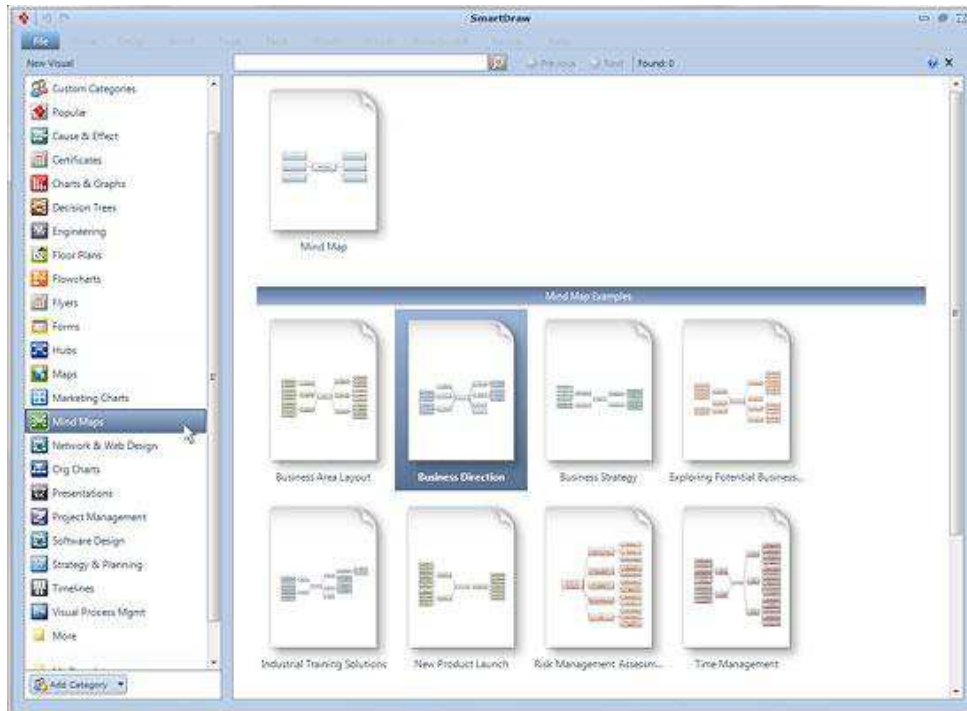 SmartDraw
File
New Visual
Previous
Next
Found: 0
Custom Categories
Popular
Cause & Effect
Certificates
Charts & Graphs
Decision Trees
Engineering
Floor Plans
Flowcharts
Flyers
Forms
Hubs
Maps
Marketing Charts
Mind Maps
Network & Web Design
Org Charts
Presentations
Project Management
Software Design
Strategy & Planning
Timelines
Visual Process Mgmt
More
Add Category
Mind Map
Mind Map Examples
Business Area Layout
Business Direction
Business Strategy
Exploring Potential Business...
Industrial Training Solutions
New Product Launch
Risk Management Assessm...
Time Management